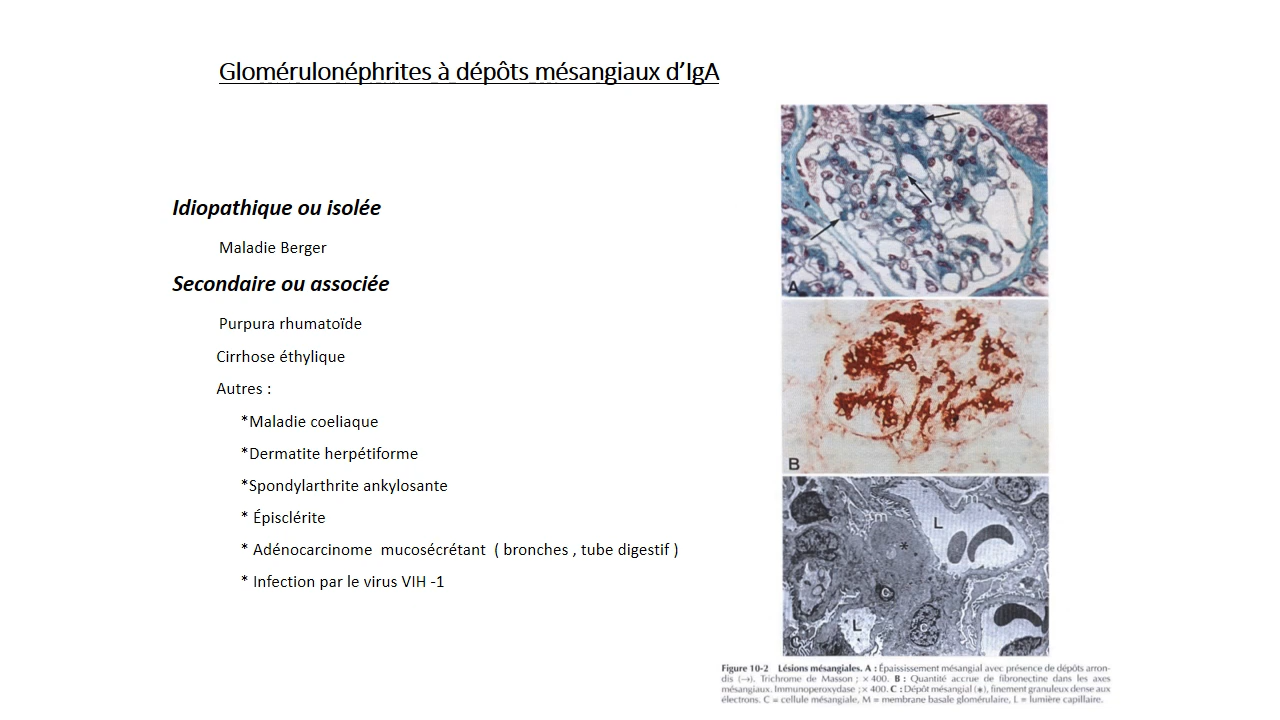 Glomérulonéphrites à dépôts mésangiaux d’IgA
Idiopathique ou isolée
Maladie Berger
Secondaire ou associée
Purpura rhumatoïde
Cirrhose éthylique
Autres :
*Maladie coeliaque
*Dermatite herpétiforme
*Spondylarthrite ankylosante
* Épisclérite
* Adénocarcinome mucosécrétant ( bronches , tube digestif )
* Infection par le virus VIH -1
A
B
m
m
L
*
C
L
C
C
Figure 10-2 Lésions mésangiales. A : Épaississement mésangial avec présence de dépôts arron-
dis (→). Trichrome de Masson ; × 400. B : Quantité accrue de fibronectine dans les axes
mésangiaux. Immunoperoxydase ; × 400. C : Dépôt mésangial (*), finement granuleux dense aux
électrons. C = cellule mésangiale, M = membrane basale glomérulaire, L = lumière capillaire.